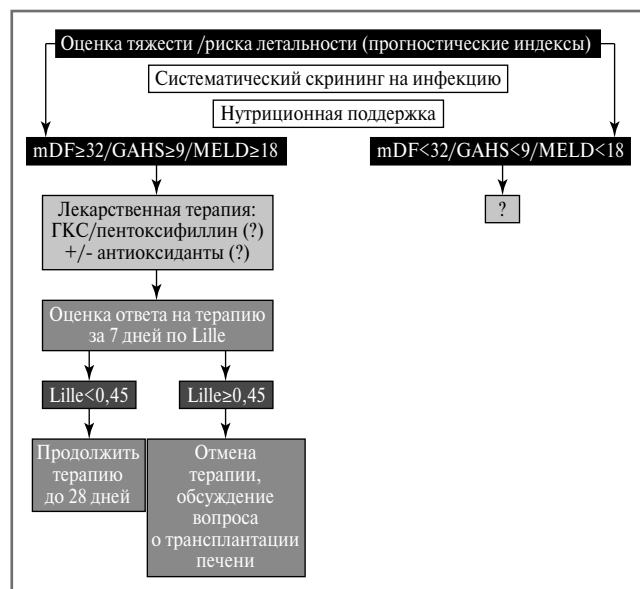 Оценка тяжести /риска летальности (прогностические индексы)
Систематический скрининг на инфекцию
Нутриционная поддержка
mDF≥32/GAHS≥9/MELD≥18
mDF<32/GAHS<9/MELD<18
Лекарственная терапия:
ГКС/пентоксифиллин (?)
+/- антиоксиданты (?)
?
Оценка ответа на терапию
за 7 дней по Lille
Lille<0,45
Lille≥0,45
Продолжить
терапию
до 28 дней
Отмена
терапии,
обсуждение
вопроса
о трансплантации
печени